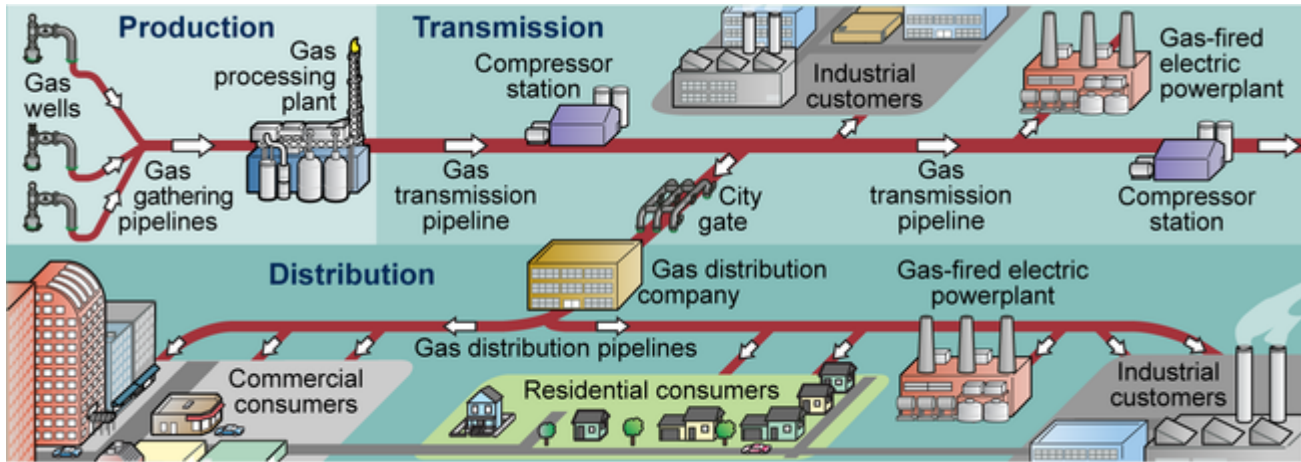 Production
Gas
wells
Gas
gathering
pipelines
Gas
processing
plant
Transmission
Compressor
station
Gas
transmission
pipeline
Industrial
customers
City
gate
Gas
transmission
pipeline
Gas-fired
electric
powerplant
Compressor
station
Distribution
Gas distribution
company
Gas distribution pipelines
Commercial
consumers
Residential consumers
Gas-fired electric
powerplant
Industrial
customers